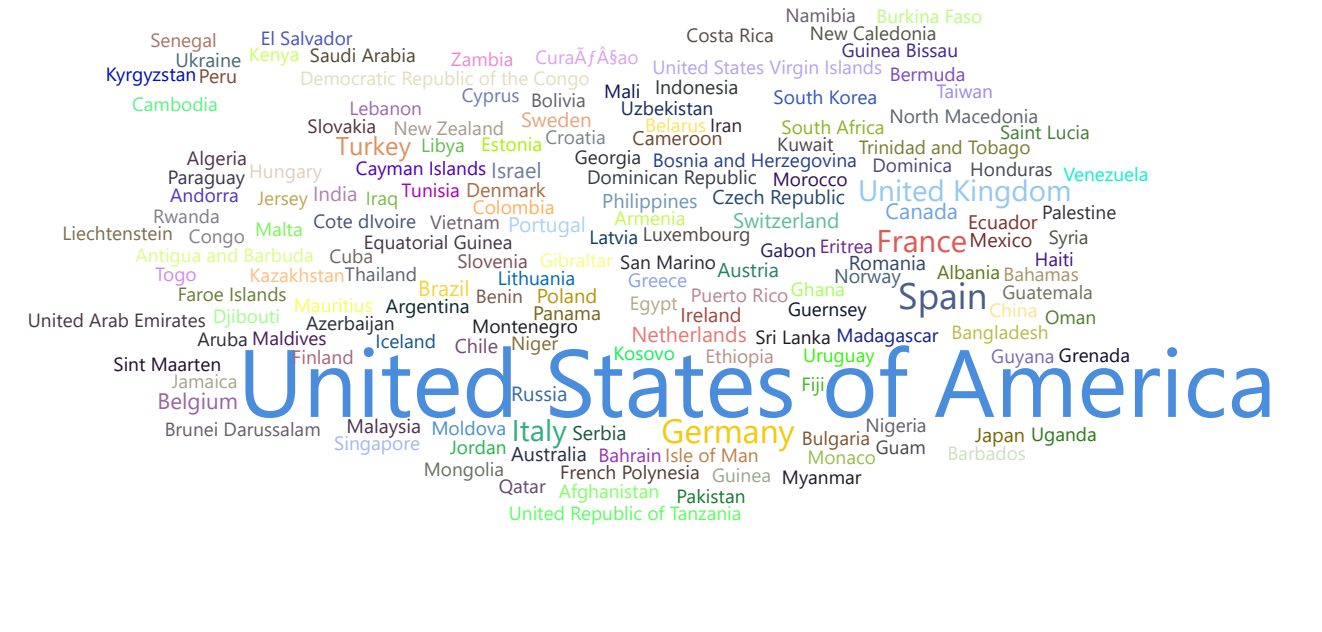 Namibia Burkina Faso
Senegal El Salvador Costa Rica New Caledonia
Ukraine Kenya Saudi Arabia Zambia CuraÃƒÂ§ao Guinea Bissau
Kyrgyzstan Peru Democratic Republic of the Congo United States Virgin Islands Bermuda
Cambodia Lebanon Cyprus Bolivia Mali Indonesia South Korea Taiwan
Slovakia New Zealand Sweden Uzbekistan North Macedonia
Turkey Libya Estonia Croatia Belarus Iran South Africa Saint Lucia
Cameroon Kuwait Trinidad and Tobago
Algeria Hungary Cayman Islands Israel Georgia Bosnia and Herzegovina Dominica Honduras Venezuela
Paraguay Dominican Republic Morocco
Andorra Jersey India Iraq Tunisia Denmark Philippines Czech Republic United Kingdom
Rwanda Colombia Armenia Switzerland Canada Palestine
Liechtenstein Congo Malta Cote dIvoire Vietnam Portugal Latvia Luxembourg Ecuador Syria
Equatorial Guinea Gabon Eritrea France Mexico
Antigua and Barbuda Cuba Slovenia Gibraltar San Marino Romania Haiti
Togo Kazakhstan Thailand Lithuania Greece Austria Norway Albania Bahamas
Faroe Islands Mauritius Brazil Benin Poland Egypt Puerto Rico Ghana Spain Guatemala
United Arab Emirates Djibouti Argentina Panama Ireland Guernsey China Oman
Azerbaijan Montenegro Netherlands Sri Lanka Madagascar Bangladesh
Aruba Maldives Iceland Chile Niger
Sint Maarten Finland Kosovo Ethiopia Uruguay Guyana Grenada
Jamaica United States of America Fiji
Belgium Russia
Brunei Darussalam Malaysia Moldova Italy Serbia Germany Bulgaria Nigeria Japan Uganda
Singapore Jordan Australia Bahrain Isle of Man Monaco Guam Barbados
Mongolia French Polynesia Guinea Myanmar
Qatar Afghanistan Pakistan
United Republic of Tanzania